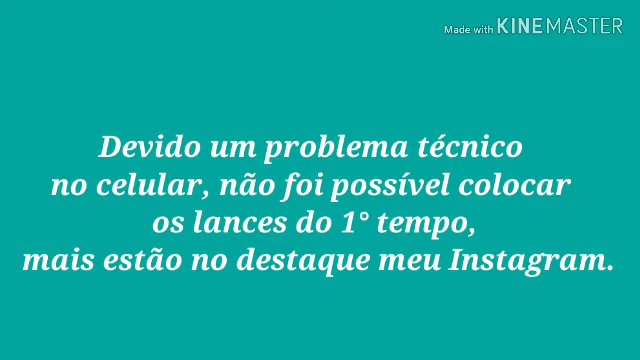 Made with KINEMASTER
Devido um problema técnico
no celular, não foi possível colocar
os lances do 1° tempo,
mais estão no destaque meu Instagram.